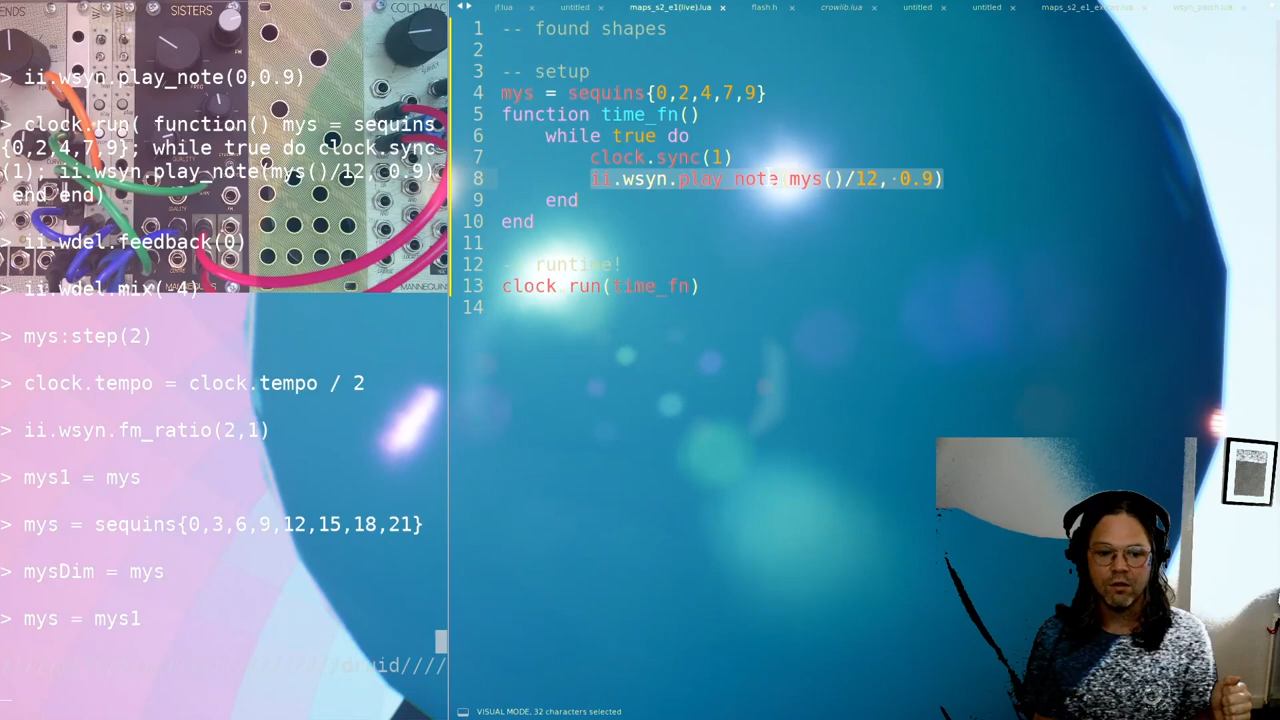 SISTERS
COLD MAC
> ii.wsyn.play_note(0,0.9)
> clock.run( function() mys = sequins
{0,2,4,7,9}; while true do clock.sync
(1); ii.wsyn.play_note(mys()/12, 0.9)
end end)
> ii.wdel.feedback(0)
> ii.wdel.mix(-4)
> mys:step(2)
> clock.tempo = clock.tempo / 2
> ii.wsyn.fm_ratio(2,1)
> mys1 = mys
> mys = sequins{0,3,6,9,12,15,18,21}
> mysDim = mys
> mys = mys1
druid////
jf.lua
untitled
maps_s2_e1(live).lua
flash.h
crowlib.lua
untitled
untitled
1 -- found shapes
2
3 -- setup
4 mys = sequins{0,2,4,7,9}
5 function time_fn()
6 while true do
7 clock.sync(1)
8 ii.wsyn.play_note(mys()/12, 0.9)
9 end
10 end
11
12 -- runtime!
13 clock.run(time_fn)
14
VISUAL MODE, 32 characters selected